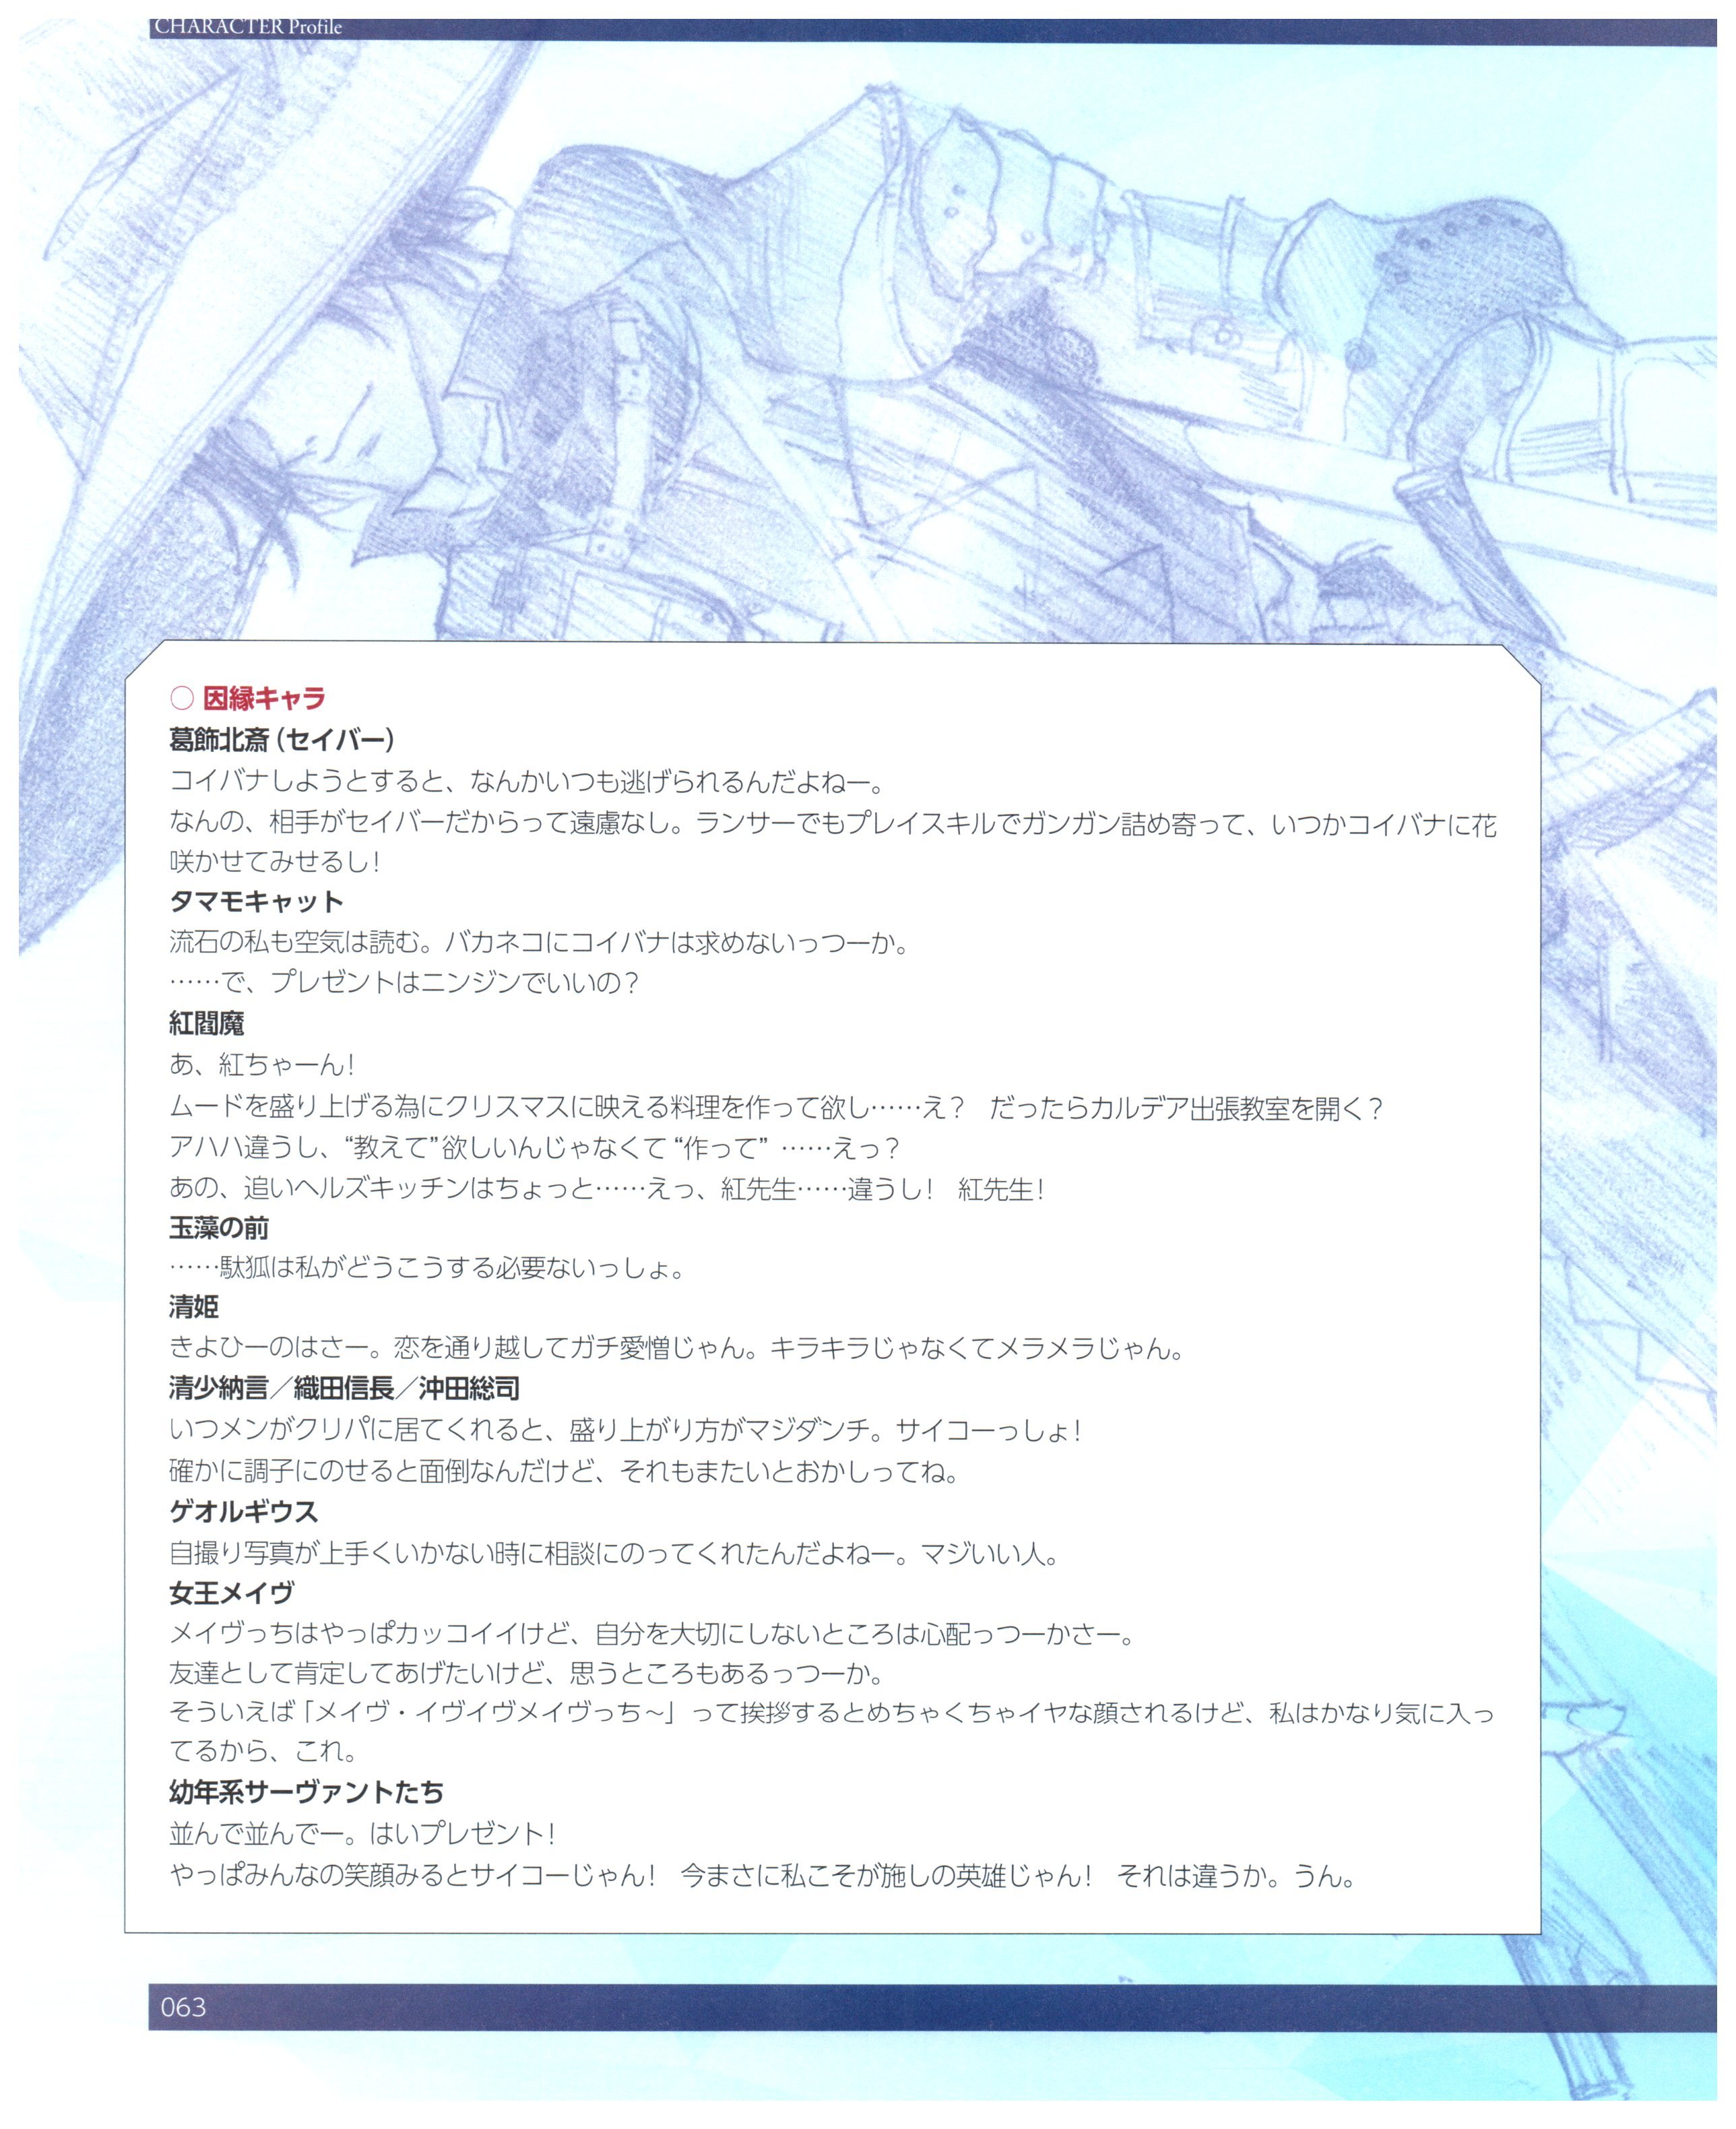 CHARACTER Profile
○ 因縁キャラ
葛飾北斎（セイバー）
コイバナしようとすると、なんかいつも逃げられるんだよねー。
なんの、相手がセイバーだからって遠慮なし。ランサーでもプレイスキルでガンガン詰め寄って、いつかコイバナに花
咲かせてみせるし！
タマモキャット
流石の私も空気は読む。バカネコにコイバナは求めないっつーか。
……で、プレゼントはニンジンでいいの？
紅閻魔
あ、紅ちゃーん！
ムードを盛り上げる為にクリスマスに映える料理を作って欲し……え？　だったらカルデア出張教室を開く？
アハハ違うし、“教えて”欲しいんじゃなくて“作って”……えっ？
あの、追いヘルズキッチンはちょっと……えっ、紅先生……違うし！　紅先生！
玉藻の前
……駄狐は私がどうこうする必要ないっしょ。
清姫
きよひーのはさー。恋を通り越してガチ愛憎じゃん。キラキラじゃなくてメラメラじゃん。
清少納言／織田信長／沖田総司
いつメンがクリパに居てくれると、盛り上がり方がマジダンチ。サイコーっしょ！
確かに調子にのせると面倒なんだけど、それもまたいとおかしってね。
ゲオルギウス
自撮り写真が上手くいかない時に相談にのってくれたんだよねー。マジいい人。
女王メイヴ
メイヴっちはやっぱカッコイイけど、自分を大切にしないところは心配っつーかさー。
友達として肯定してあげたいけど、思うところもあるっつーか。
そういえば「メイヴ・イヴイヴメイヴっち〜」って挨拶するとめちゃくちゃイヤな顔されるけど、私はかなり気に入っ
てるから、これ。
幼年系サーヴァントたち
並んで並んでー。はいプレゼント！
やっぱみんなの笑顔みるとサイコーじゃん！　今まさに私こそが施しの英雄じゃん！　それは違うか。うん。
063